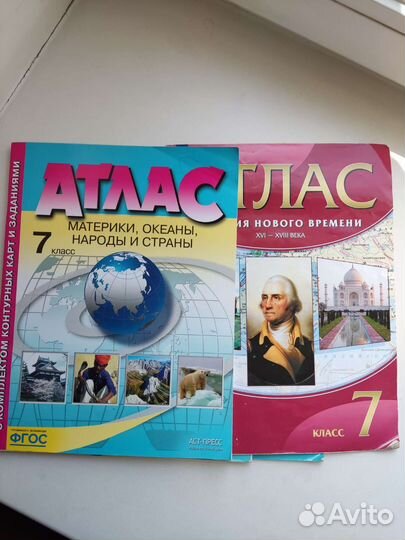 С КОМПЛЕКТОМ КОНТУРНЫХ КАРТ И ЗАДАНИЯМИ
АТЛАС
МАТЕРИКИ, ОКЕАНЫ,
НАРОДЫ И СТРАНЫ
7
КЛАСС
ФГОС
АСТ-ПРЕСС
ТЛАС
ИЯ НОВОГО ВРЕМЕНИ
XVI – XVIII ВЕКА
КЛАСС 7
Avito